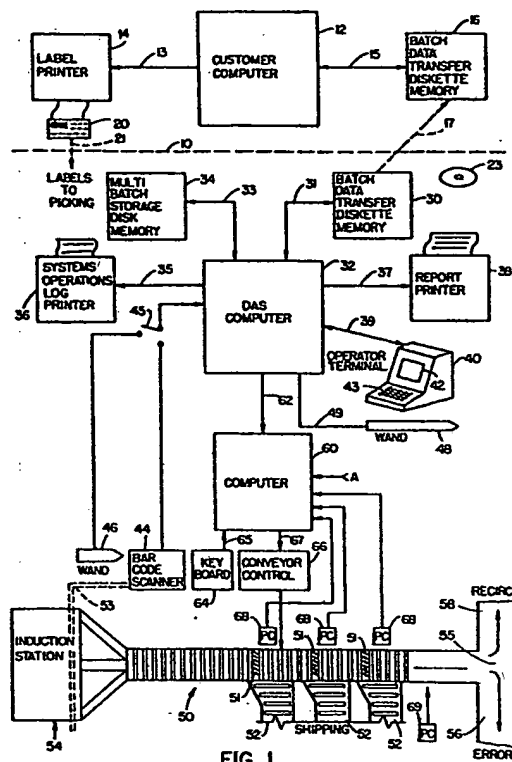 14
12
16
LABEL PRINTER
13
CUSTOMER COMPUTER
15
BATCH DATA TRANSFER DISKETTE MEMORY
20
21
10
17
LABELS TO PICKING
MULTI BATCH STORAGE DISK MEMORY
34
33
31
BATCH DATA TRANSFER DISKETTE MEMORY
30
23
SYSTEMS' OPERATIONS LOG PRINTER
36
35
32
DAS COMPUTER
37
REPORT PRINTER
38
45
39
OPERATOR TERMINAL
40
42
43
62
49
WAND
48
60
COMPUTER
A
46
WAND
44
BAR CODE SCANNER
53
65
67
66
KEY BOARD
64
CONVEYOR CONTROL
68
PC
68
PC
68
PC
58
RECIRC
INDUCTION STATION
51
51
55
54
50
51
52
SHIPPING
52
52
PC
69
56
ERROR
FIG. 1